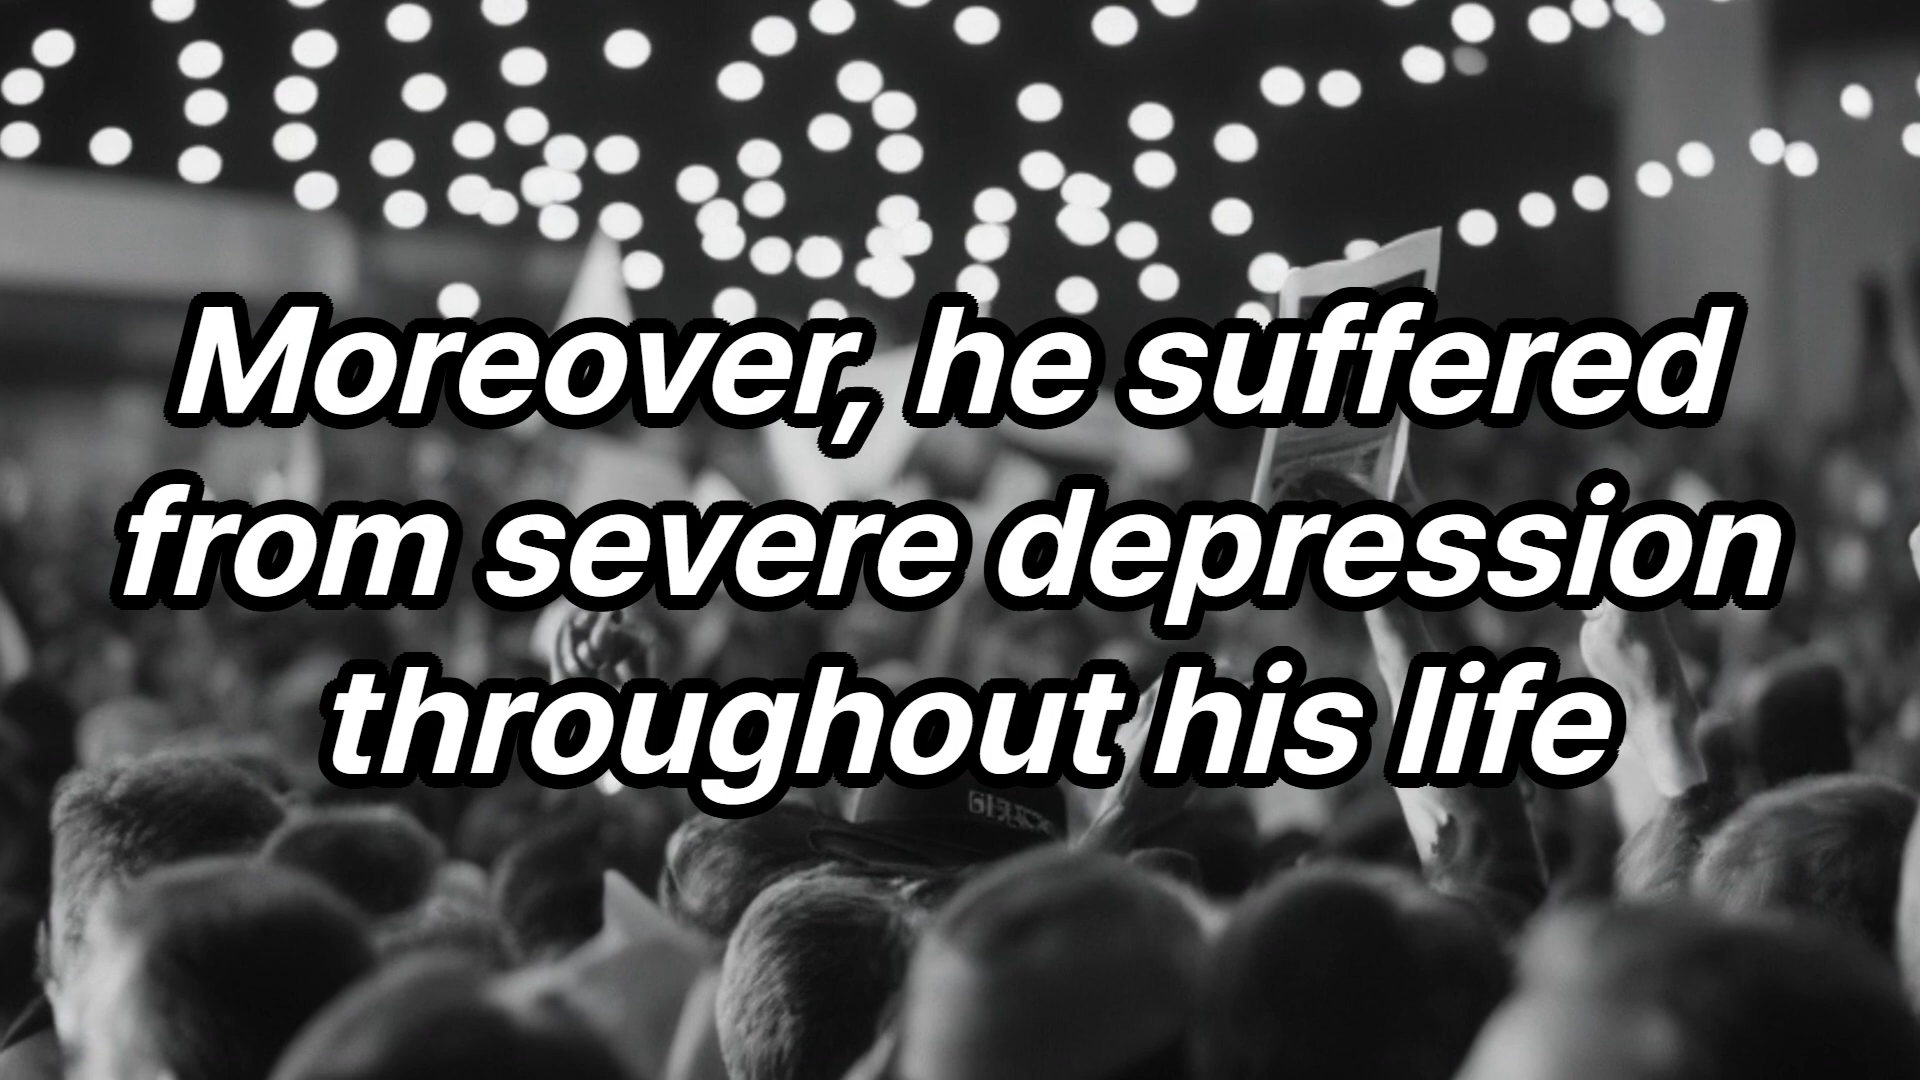 Moreover, he suffered
from severe depression
throughout his life